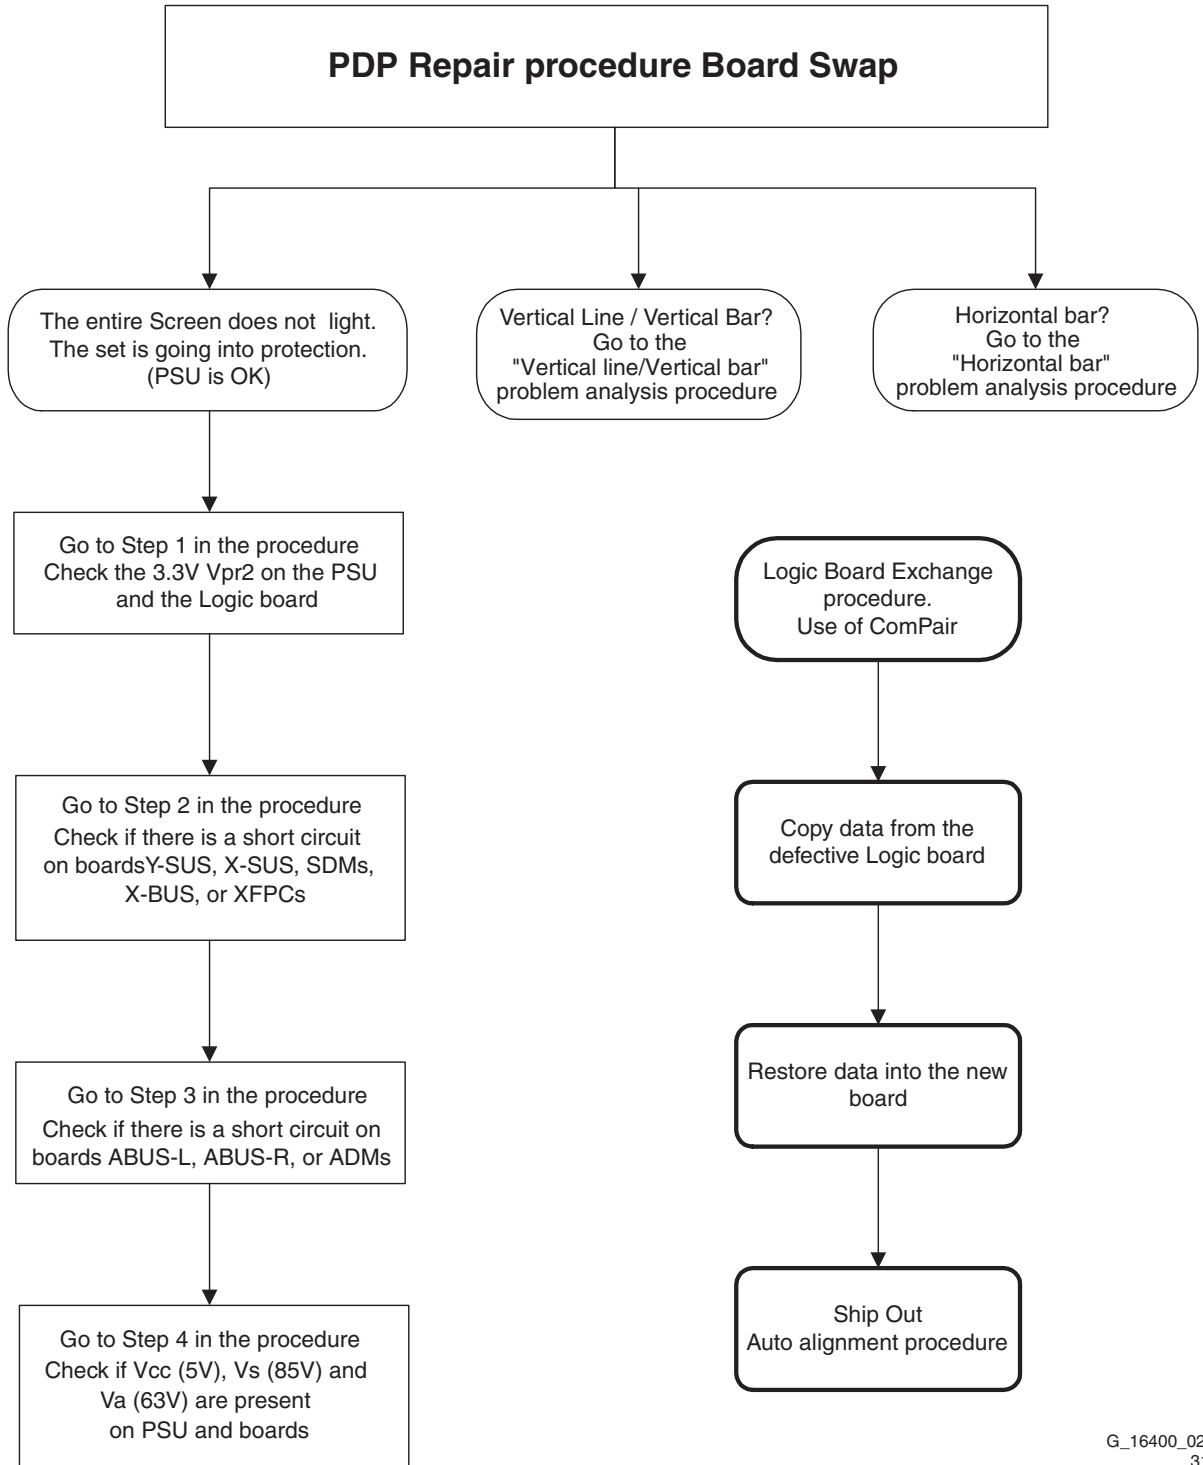 PDP Repair procedure Board Swap
The entire Screen does not light.
The set is going into protection.
(PSU is OK)
Vertical Line / Vertical Bar?
Go to the
"Vertical line/Vertical bar"
problem analysis procedure
Horizontal bar?
Go to the
"Horizontal bar"
problem analysis procedure
Go to Step 1 in the procedure
Check the 3.3V Vpr2 on the PSU
and the Logic board
Go to Step 2 in the procedure
Check if there is a short circuit
on boardsY-SUS, X-SUS, SDMs,
X-BUS, or XFPCs
Go to Step 3 in the procedure
Check if there is a short circuit on
boards ABUS-L, ABUS-R, or ADMs
Go to Step 4 in the procedure
Check if Vcc (5V), Vs (85V) and
Va (63V) are present
on PSU and boards
Logic Board Exchange
procedure.
Use of ComPair
Copy data from the
defective Logic board
Restore data into the new
board
Ship Out
Auto alignment procedure
G_16400_02